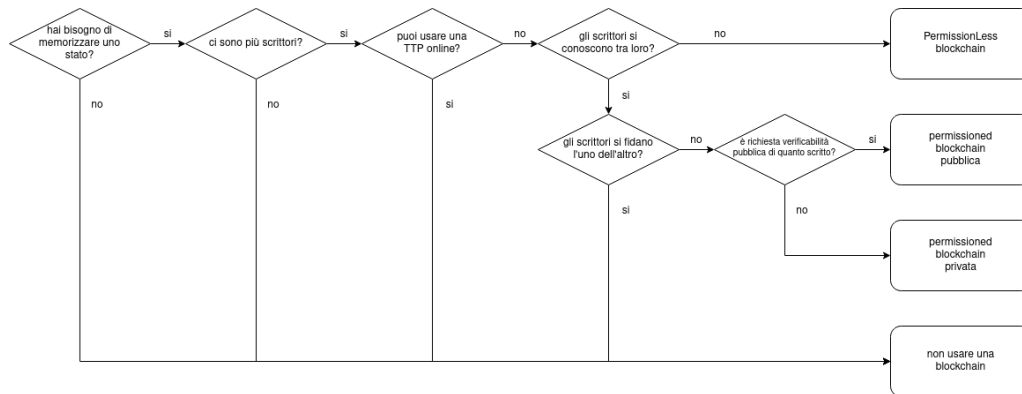 hai bisogno di
memorizzare uno
stato?
si
ci sono più scrittori?
si
puoi usare una
TTP online?
no
gli scrittori si
conoscono tra loro?
no
PermissionLess
blockchain
no
no
si
si
gli scrittori si fidano
l'uno dell'altro?
no
è richiesta verificabilità
pubblica di quanto scritto?
si
permissioned
blockchain
pubblica
si
no
permissioned
blockchain
privata
non usare una
blockchain